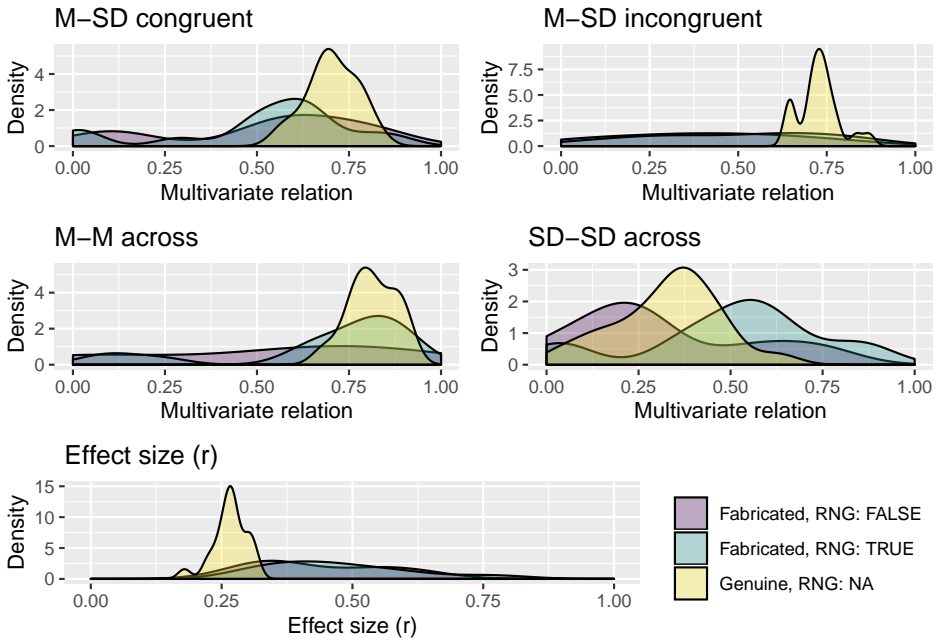 M−SD congruent
Density
4
2
0
0.00 0.25 0.50 0.75 1.00
Multivariate relation
M−SD incongruent
Density
7.5
5.0
2.5
0.0
0.00 0.25 0.50 0.75 1.00
Multivariate relation
M−M across
Density
4
2
0
0.00 0.25 0.50 0.75 1.00
Multivariate relation
SD−SD across
Density
3
2
1
0
0.00 0.25 0.50 0.75 1.00
Multivariate relation
Effect size (r)
Density
15
10
5
0
0.00 0.25 0.50 0.75 1.00
Effect size (r)
Fabricated, RNG: FALSE
Fabricated, RNG: TRUE
Genuine, RNG: NA